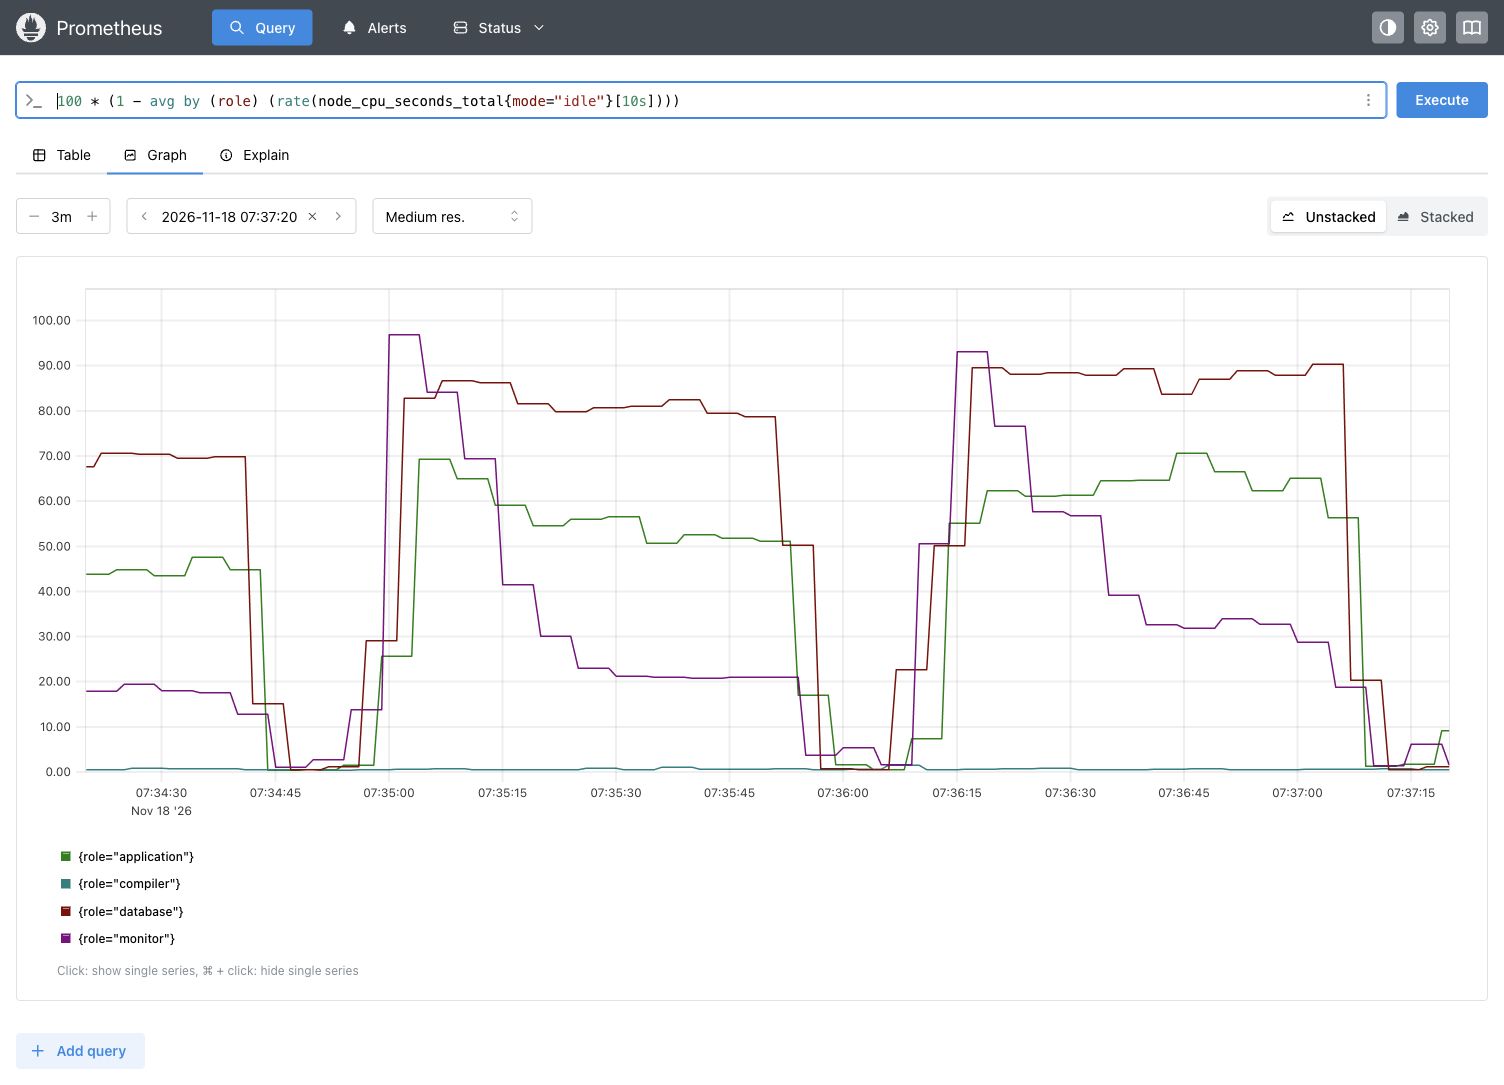 Prometheus Query Alerts Status
100 * (1 - avg by (role) (rate(node_cpu_seconds_total{mode="idle"}[10s])))
Execute
Table Graph Explain
3m 2026-11-18 07:37:20 Medium res. Unstacked Stacked
100.00
90.00
80.00
70.00
60.00
50.00
40.00
30.00
20.00
10.00
0.00
07:34:30 07:34:45 07:35:00 07:35:15 07:35:30 07:35:45 07:36:00 07:36:15 07:36:30 07:36:45 07:37:00 07:37:15
Nov 18 '26
{role="application"}
{role="compiler"}
{role="database"}
{role="monitor"}
Click: show single series, ⌘ + click: hide single series
Add query